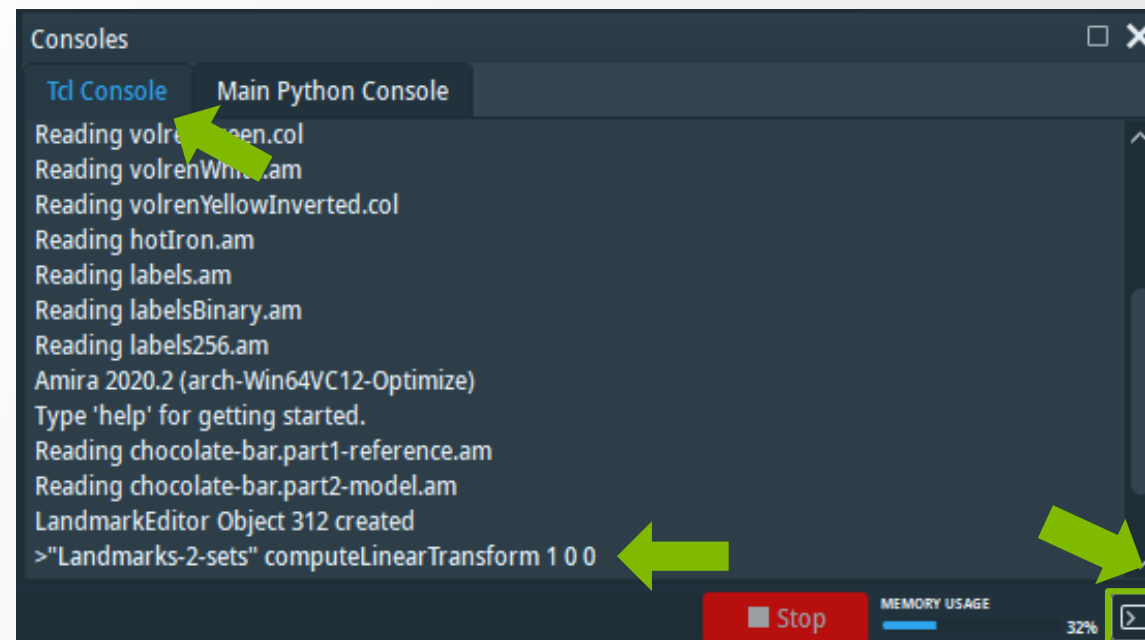 Consoles
Tcl Console Main Python Console
Reading
Reading
Reading volrenYellowInverted.col
Reading hotIron.am
Reading labels.am
Reading labelsBinary.am
Reading labels256.am
Amira 2020.2 (arch-Win64VC12-Optimize)
Type 'help' for getting started.
Reading chocolate-bar.part1-reference.am
Reading chocolate-bar.part2-model.am
LandmarkEditor Object 312 created
>"Landmarks-2-sets" computeLinearTransform 1 0 0
Stop
MEMORY USAGE
32%